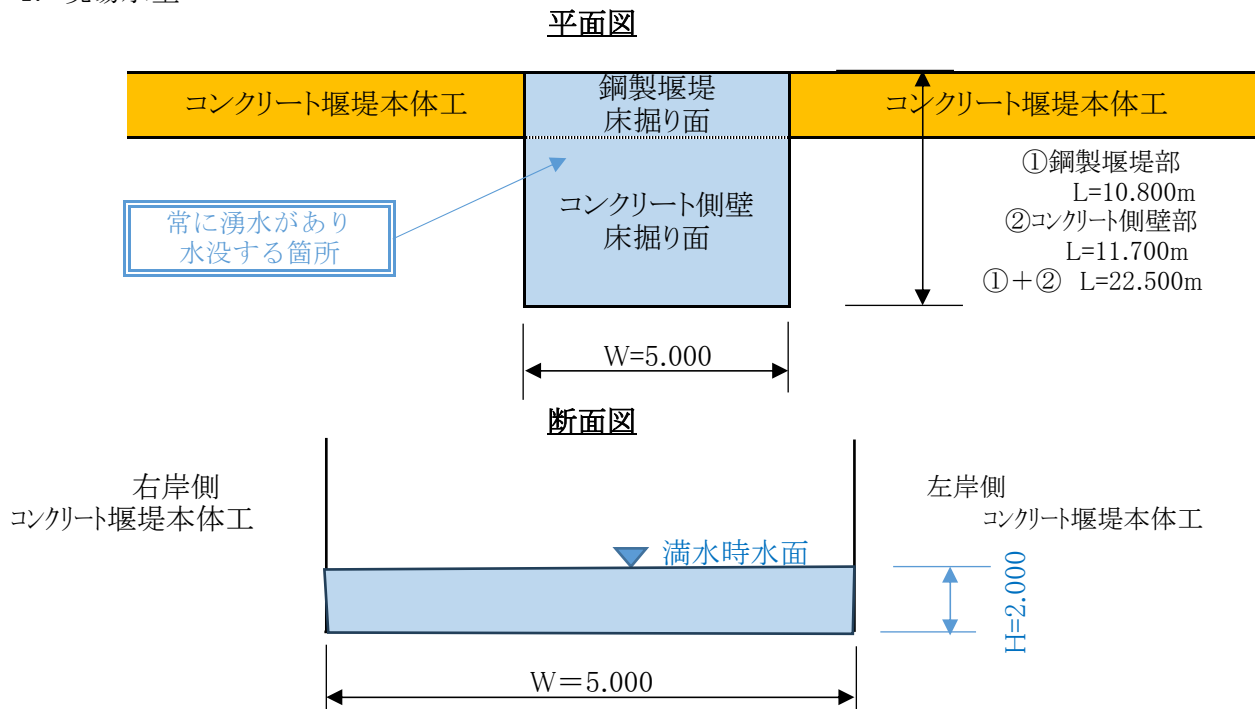 平面図
コンクリート堰堤本体工
鋼製堰堤
床掘り面
コンクリート堰堤本体工
常に湧水があり
水没する箇所
コンクリート側壁
床掘り面
①鋼製堰堤部
L=10.800m
②コンクリート側壁部
L=11.700m
①+② L=22.500m
W=5.000
断面図
右岸側
コンクリート堰堤本体工
左岸側
コンクリート堰堤本体工
満水時水面
H=2.000
W=5.000